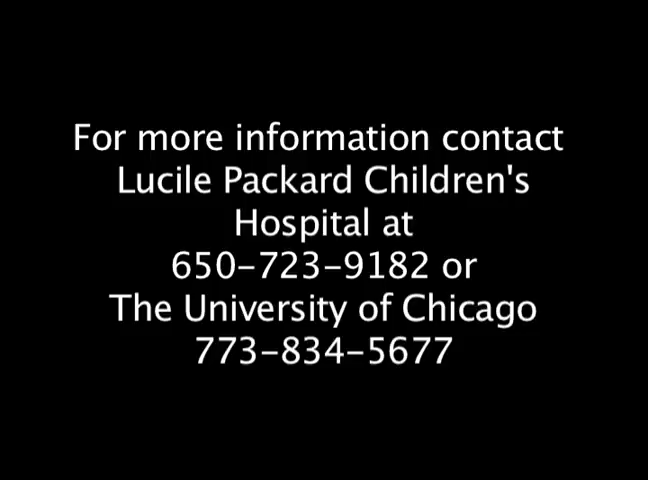 For more information contact
Lucile Packard Children's
Hospital at
650-723-9182 or
The University of Chicago
773-834-5677